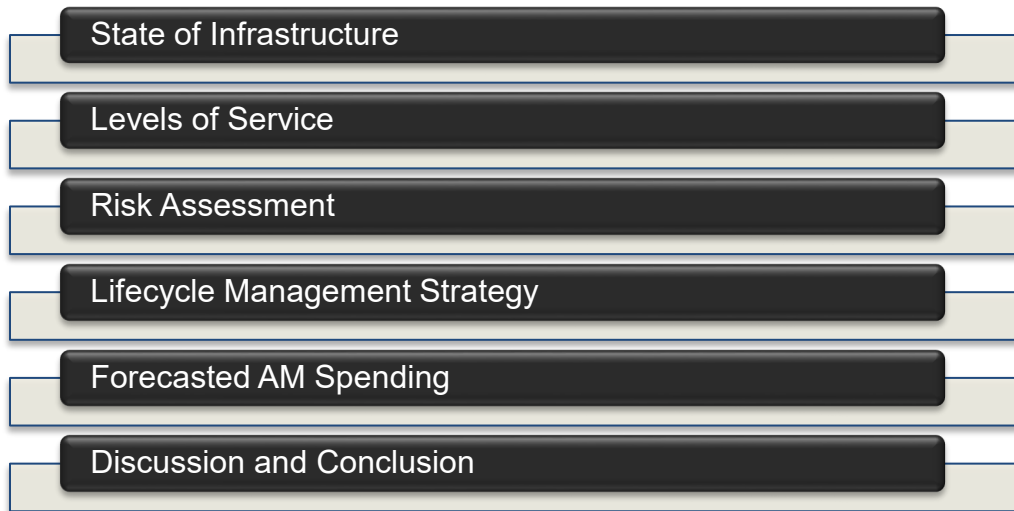 State of Infrastructure
Levels of Service
Risk Assessment
Lifecycle Management Strategy
Forecasted AM Spending
Discussion and Conclusion